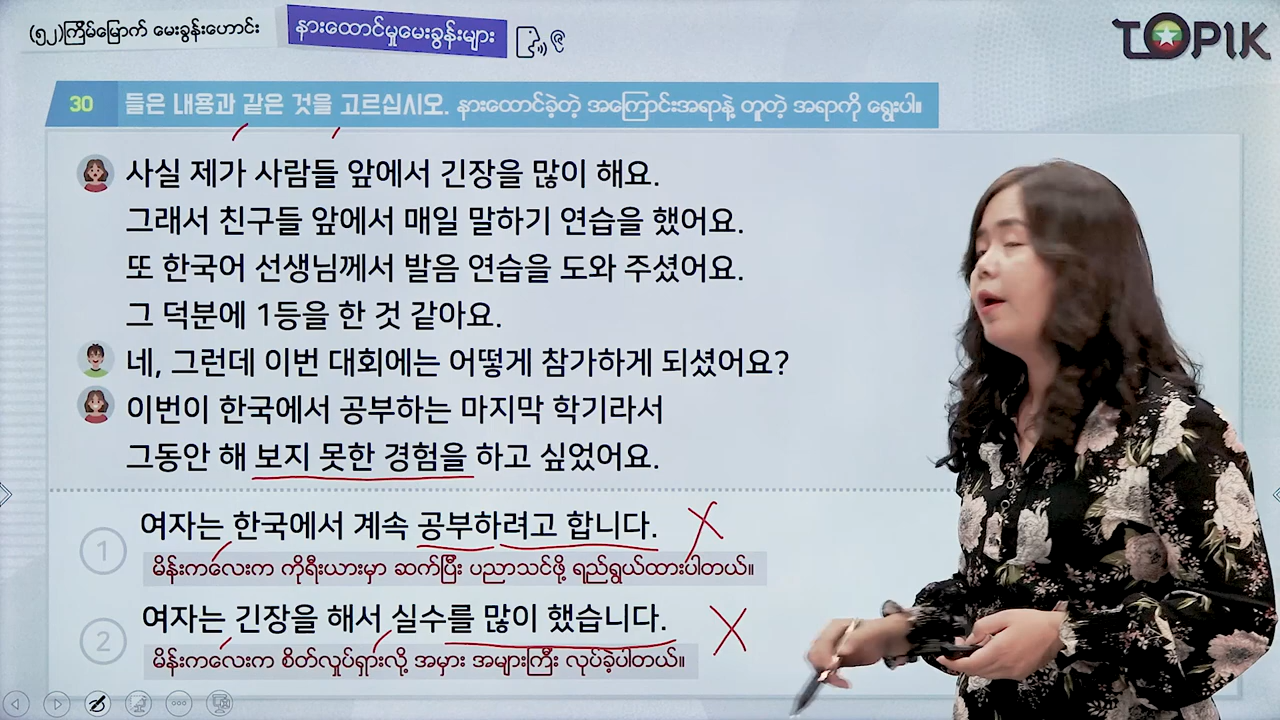 (၅၂)ကြိမ်မြောက် မေးခွန်းဟောင်း
နားထောင်မှုမေးခွန်းများ
TOPIK
30 들은 내용과 같은 것을 고르십시오. နားထောင်ခဲ့တဲ့ အကြောင်းအရာနဲ့ တူတဲ့ အရာကို ရွေးပါ။
사실 제가 사람들 앞에서 긴장을 많이 해요.
그래서 친구들 앞에서 매일 말하기 연습을 했어요.
또 한국어 선생님께서 발음 연습을 도와 주셨어요.
그 덕분에 1등을 한 것 같아요.
네, 그런데 이번 대회에는 어떻게 참가하게 되셨어요?
이번이 한국에서 공부하는 마지막 학기라서
그동안 해 보지 못한 경험을 하고 싶었어요.
1 여자는 한국에서 계속 공부하려고 합니다.
မိန်းကလေးက ကိုရီးယားမှာ ဆက်ပြီး ပညာသင်ဖို့ ရည်ရွယ်ထားပါတယ်။
2 여자는 긴장을 해서 실수를 많이 했습니다.
မိန်းကလေးက စိတ်လှုပ်ရှားလို့ အမှား အများကြီး လုပ်ခဲ့ပါတယ်။